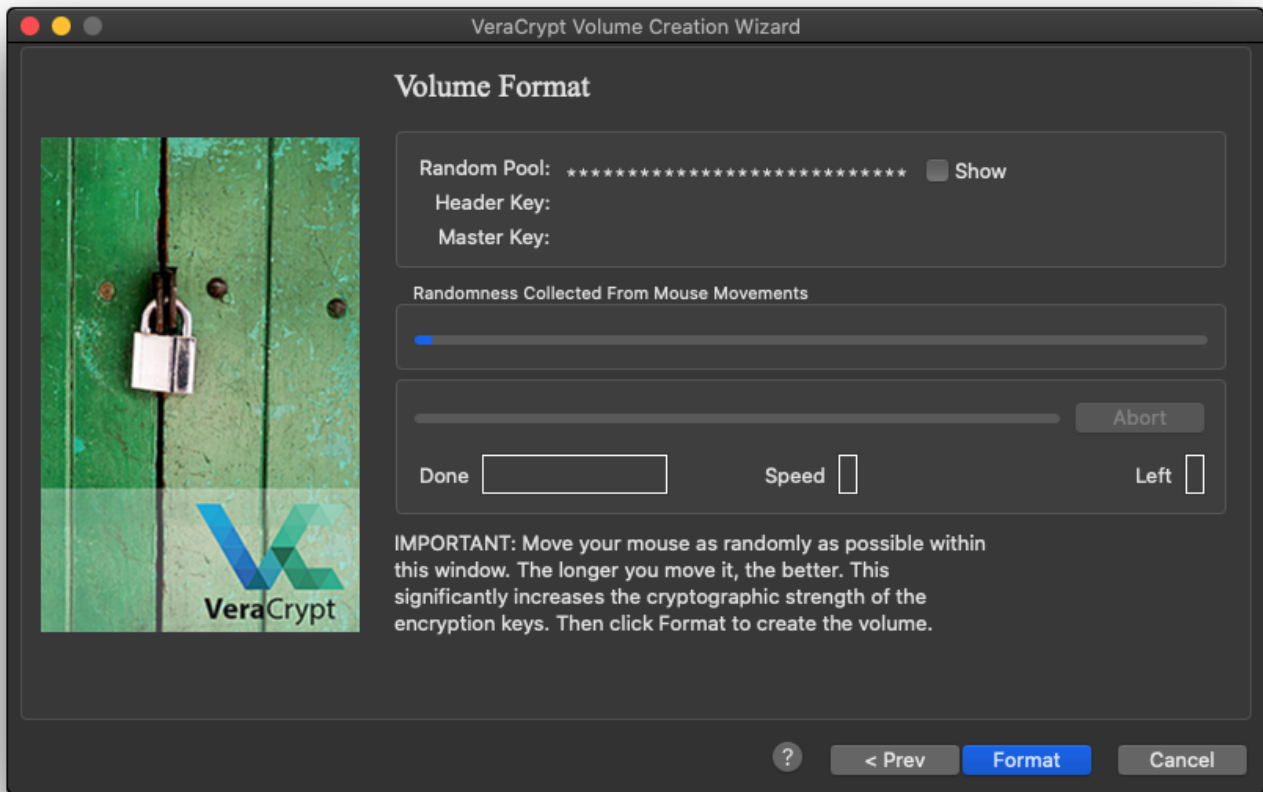 VeraCrypt Volume Creation Wizard
Volume Format
Random Pool: **************************** Show
Header Key:
Master Key:
Randomness Collected From Mouse Movements
Abort
Done Speed Left
IMPORTANT: Move your mouse as randomly as possible within
this window. The longer you move it, the better. This
significantly increases the cryptographic strength of the
encryption keys. Then click Format to create the volume.
VeraCrypt
? < Prev Format Cancel